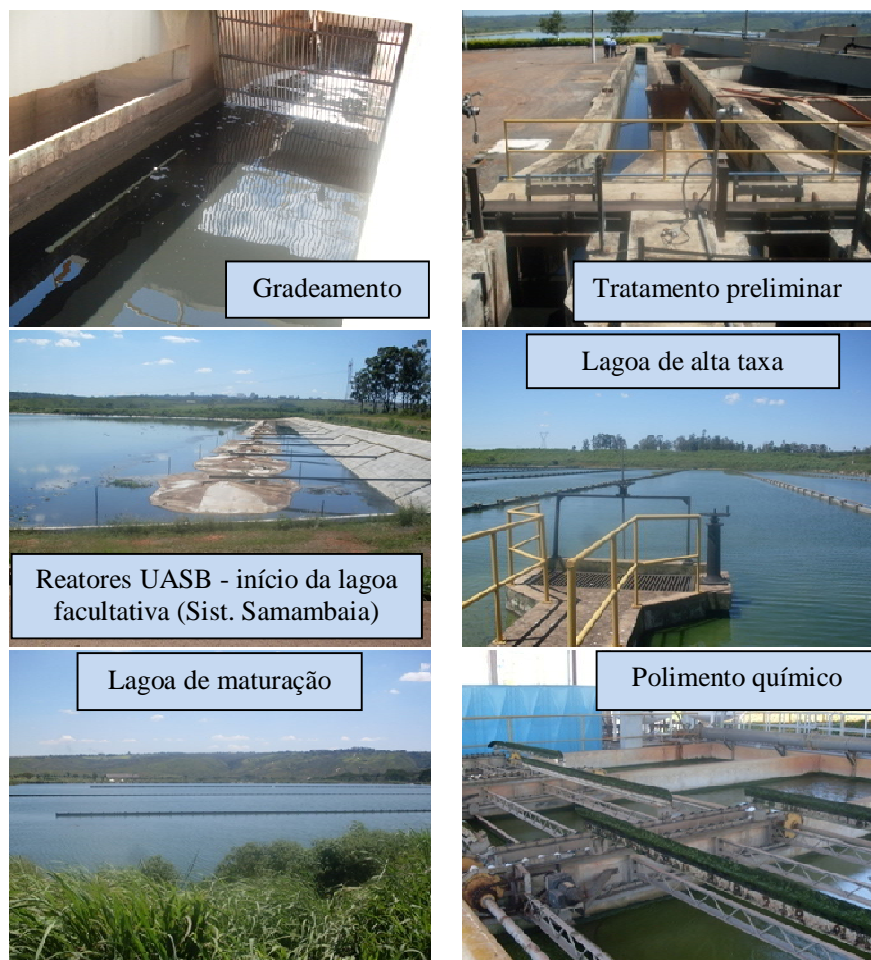 Gradeamento
Tratamento preliminar
Reatores UASB - início da lagoa
facultativa (Sist. Samambaia)
Lagoa de alta taxa
Lagoa de maturação
Polimento químico